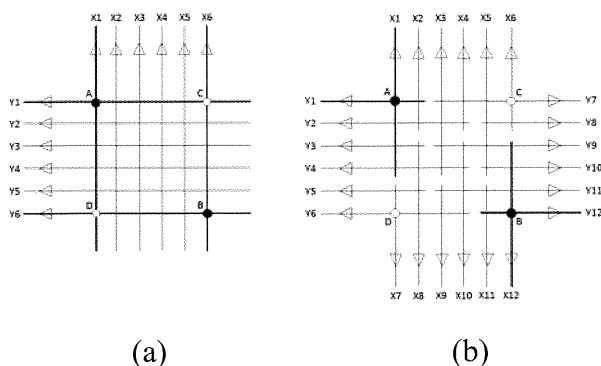 X1 X2 X3 X4 X5 X6
A C
Y1
Y2
Y3
Y4
Y5
D B
Y6
(a)
X1 X2 X3 X4 X5 X6
A C
Y1 Y7
Y2 Y8
Y3 Y9
Y4 Y10
Y5 Y11
Y6 Y12
D B
X7 X8 X9 X10 X11 X12
(b)